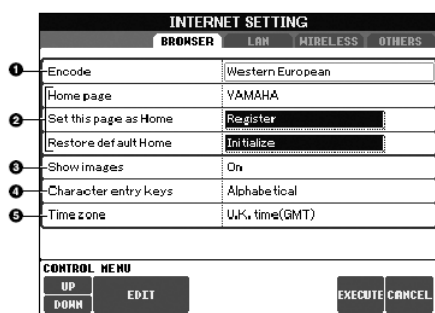 INTERNET SETTING
BROWSER LAN WIRELESS OTHERS
1 Encode Western European
Home page YAMAHA
2 Set this page as Home Register
Restore default Home Initialize
3 Show images On
4 Character entry keys Alphabetical
5 Time zone U.K. time(GMT)
CONTROL MENU
UP
DOWN
EDIT
EXECUTE CANCEL